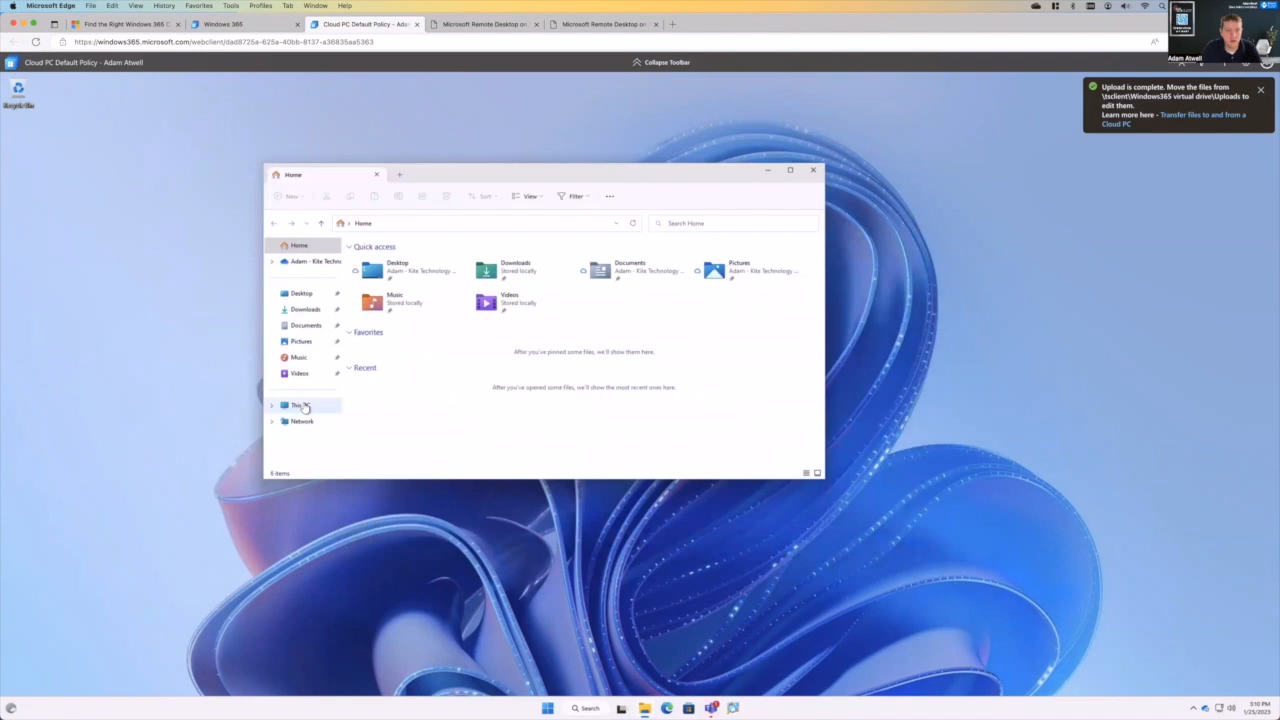 Microsoft Edge File Edit View History Favorites Tools Profiles Tab Window Help
Find the Right Windows 365 C
Windows 365
Cloud PC Default Policy - Adam
Microsoft Remote Desktop on
Microsoft Remote Desktop on
https://windows365.microsoft.com/webclient/dad8725a-625a-40bb-8137-a36835aa5363
Adam Atwell
Cloud PC Default Policy - Adam Atwell
Collapse Toolbar
Recycle Bin
Upload is complete. Move the files from
\tsclient\Windows365 virtual drive\Uploads to
edit them.
Learn more here - Transfer files to and from a
Cloud PC
Home
New
Sort
View
Filter
Home
Search Home
Home
Adam - Kite Techn
Desktop
Downloads
Documents
Pictures
Music
Videos
This PC
Network
Quick access
Desktop
Adam - Kite Technology ...
Downloads
Stored locally
Documents
Adam - Kite Technology ...
Pictures
Adam - Kite Technology ...
Music
Stored locally
Videos
Stored locally
Favorites
After you've pinned some files, we'll show them here.
Recent
After you've opened some files, we'll show the most recent ones here.
6 items
Search
5:10 PM
1/25/2023